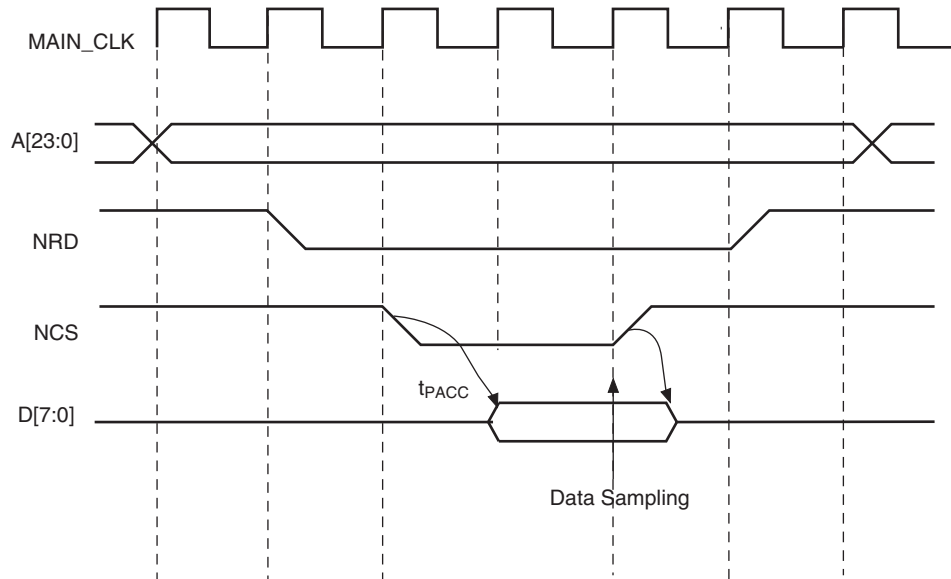 MAIN_CLK
A[23:0]
NRD
NCS
tPACC
D[7:0]
Data Sampling